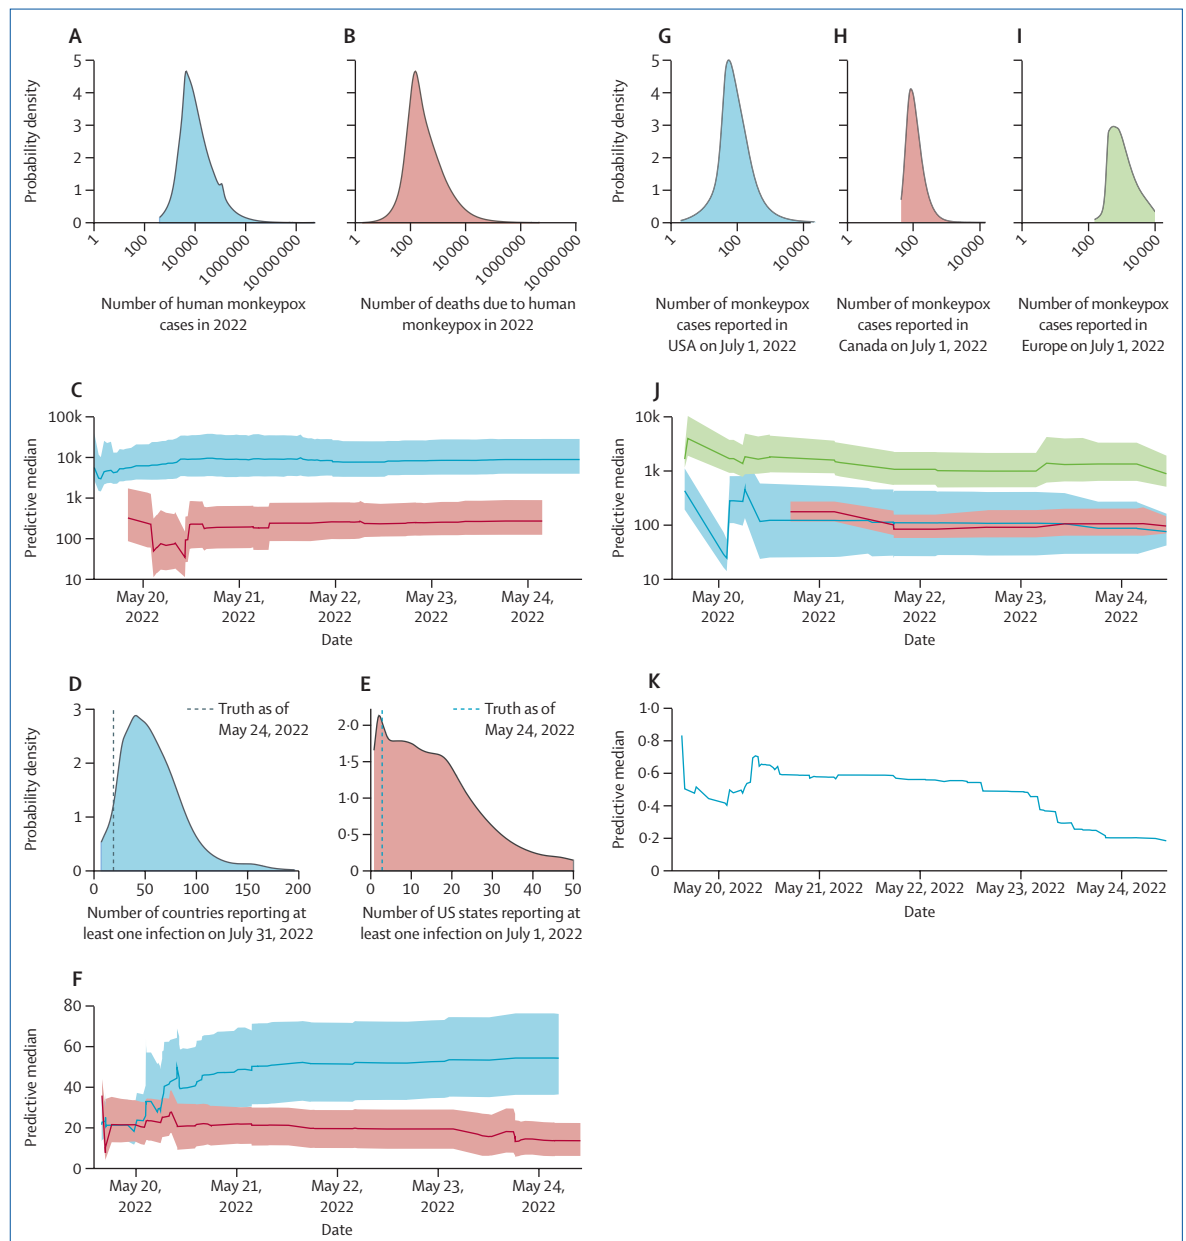 A
Probability density
5
4
3
2
1
0
1
100
10 000
1 000 000
10 000 000
Number of human monkeypox
cases in 2022
B
1
100
10 000
1 000 000
10 000 000
Number of deaths due to human
monkeypox in 2022
G
Probability density
5
4
3
2
1
0
1
100
10 000
Number of monkeypox
cases reported in
USA on July 1, 2022
H
1
100
10 000
Number of monkeypox
cases reported in
Canada on July 1, 2022
I
1
100
10 000
Number of monkeypox
cases reported in
Europe on July 1, 2022
C
Predictive median
100k
10k
1k
100
10
May 20,
2022
May 21,
2022
May 22,
2022
May 23,
2022
May 24,
2022
Date
J
Predictive median
10k
1k
100
10
May 20,
2022
May 21,
2022
May 22,
2022
May 23,
2022
May 24,
2022
Date
D
Probability density
3
2
1
0
0
50
100
150
200
Truth as of
May 24, 2022
Number of countries reporting at
least one infection on July 31, 2022
E
2·0
1·5
1·0
0·5
0
0
10
20
30
40
50
Truth as of
May 24, 2022
Number of US states reporting at
least one infection on July 1, 2022
K
Predictive median
1·0
0·8
0·6
0·4
0·2
0
May 20, 2022
May 21, 2022
May 22, 2022
May 23, 2022
May 24, 2022
Date
F
Predictive median
80
60
40
20
0
May 20,
2022
May 21,
2022
May 22,
2022
May 23,
2022
May 24,
2022
Date